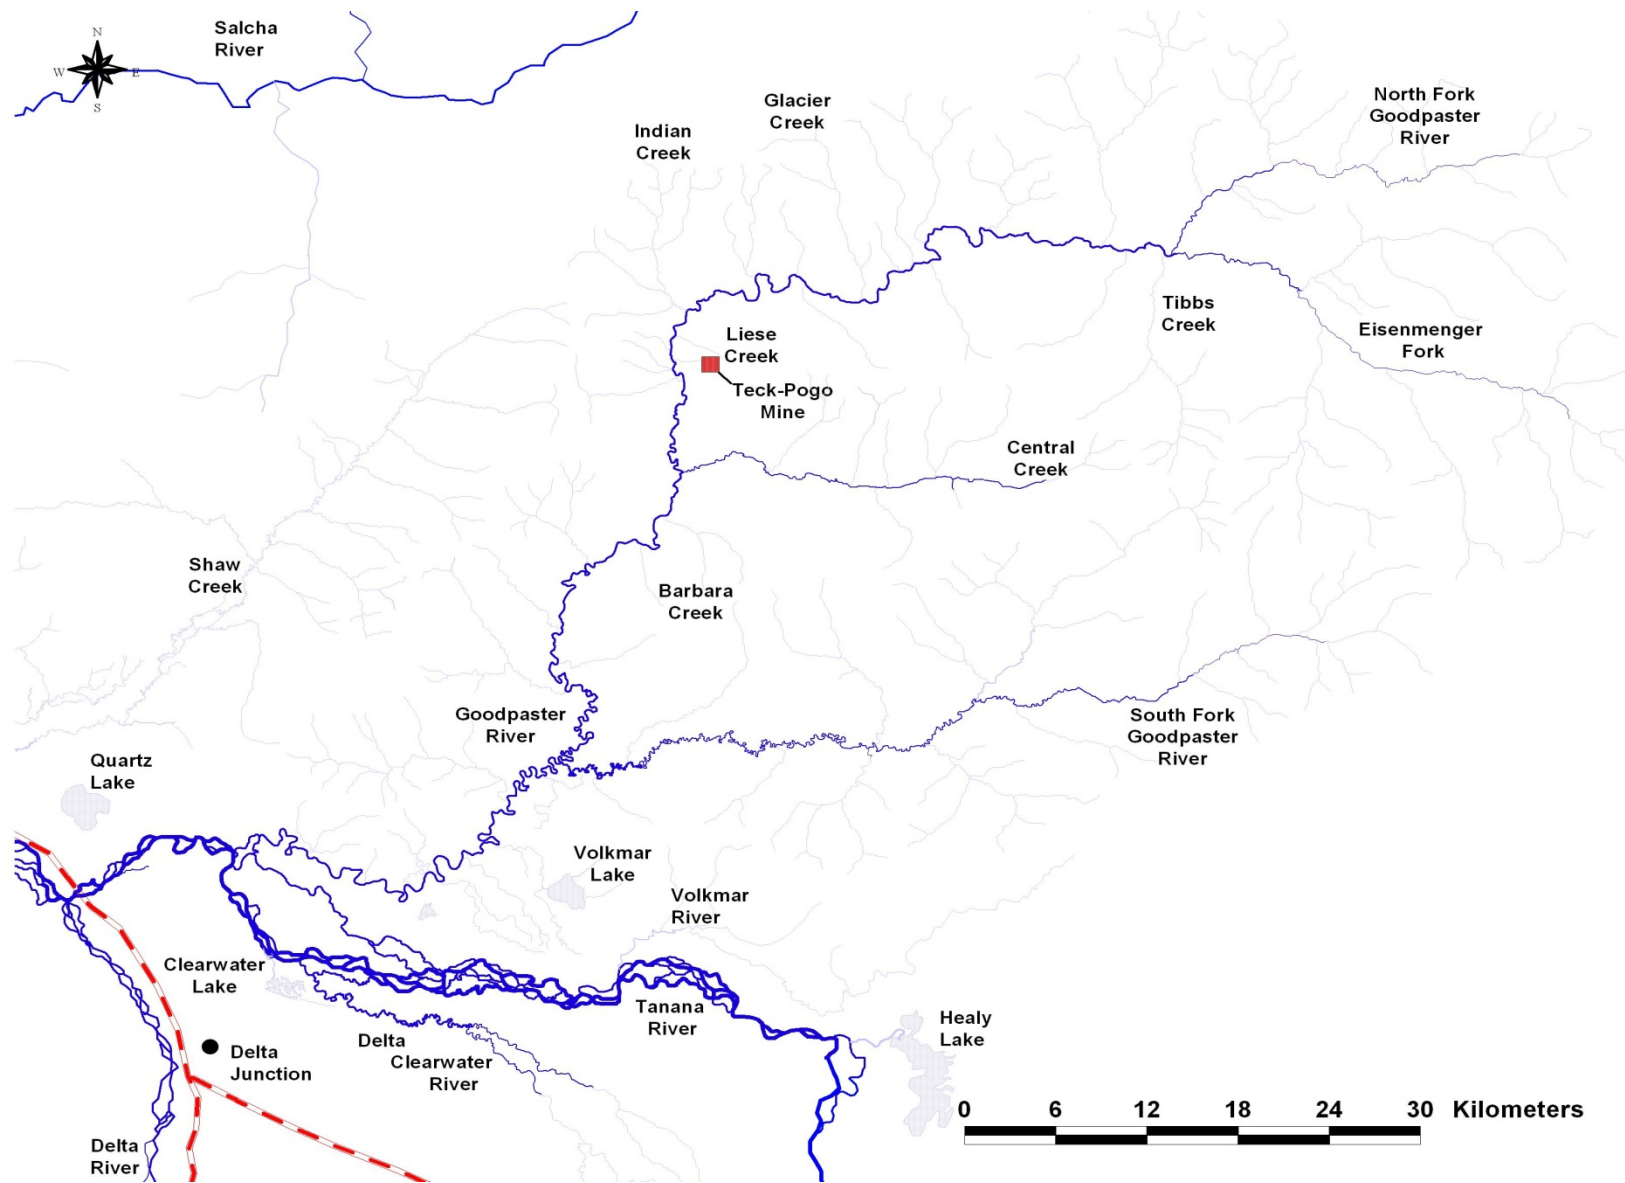 Salcha
River
N
W
E
S
Glacier
Creek
North Fork
Goodpaster
River
Indian
Creek
Tibbs
Creek
Eisenmenger
Fork
Liese
Creek
Teck-Pogo
Mine
Central
Creek
Shaw
Creek
Barbara
Creek
Goodpaster
River
South Fork
Goodpaster
River
Quartz
Lake
Volkmar
Lake
Volkmar
River
Clearwater
Lake
Tanana
River
Healy
Lake
Delta
Clearwater
River
Delta
Junction
Delta
River
0 6 12 18 24 30 Kilometers